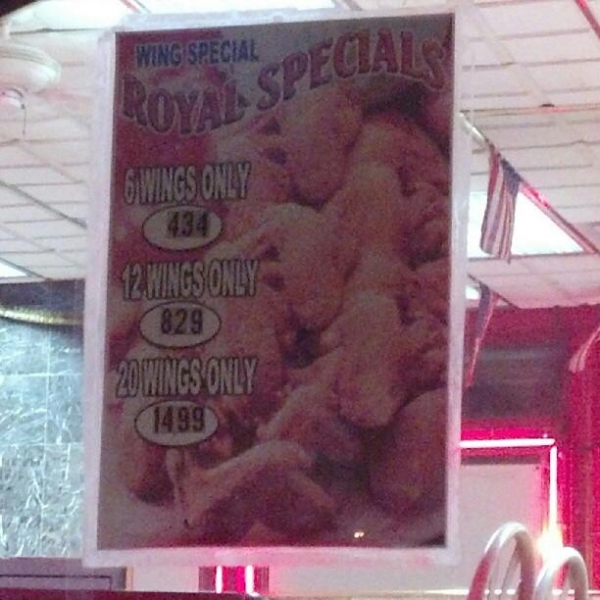 WING SPECIAL
ROYAL SPECIALS
6 WINGS ONLY
434
12 WINGS ONLY
829
20 WINGS ONLY
1499